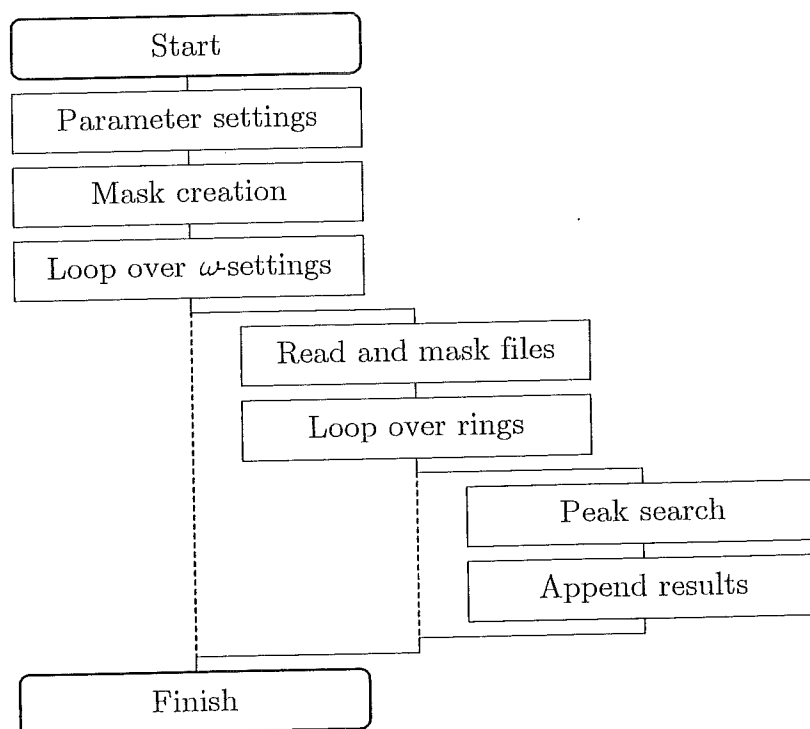 Start
Parameter settings
Mask creation
Loop over ω-settings
Read and mask files
Loop over rings
Peak search
Append results
Finish